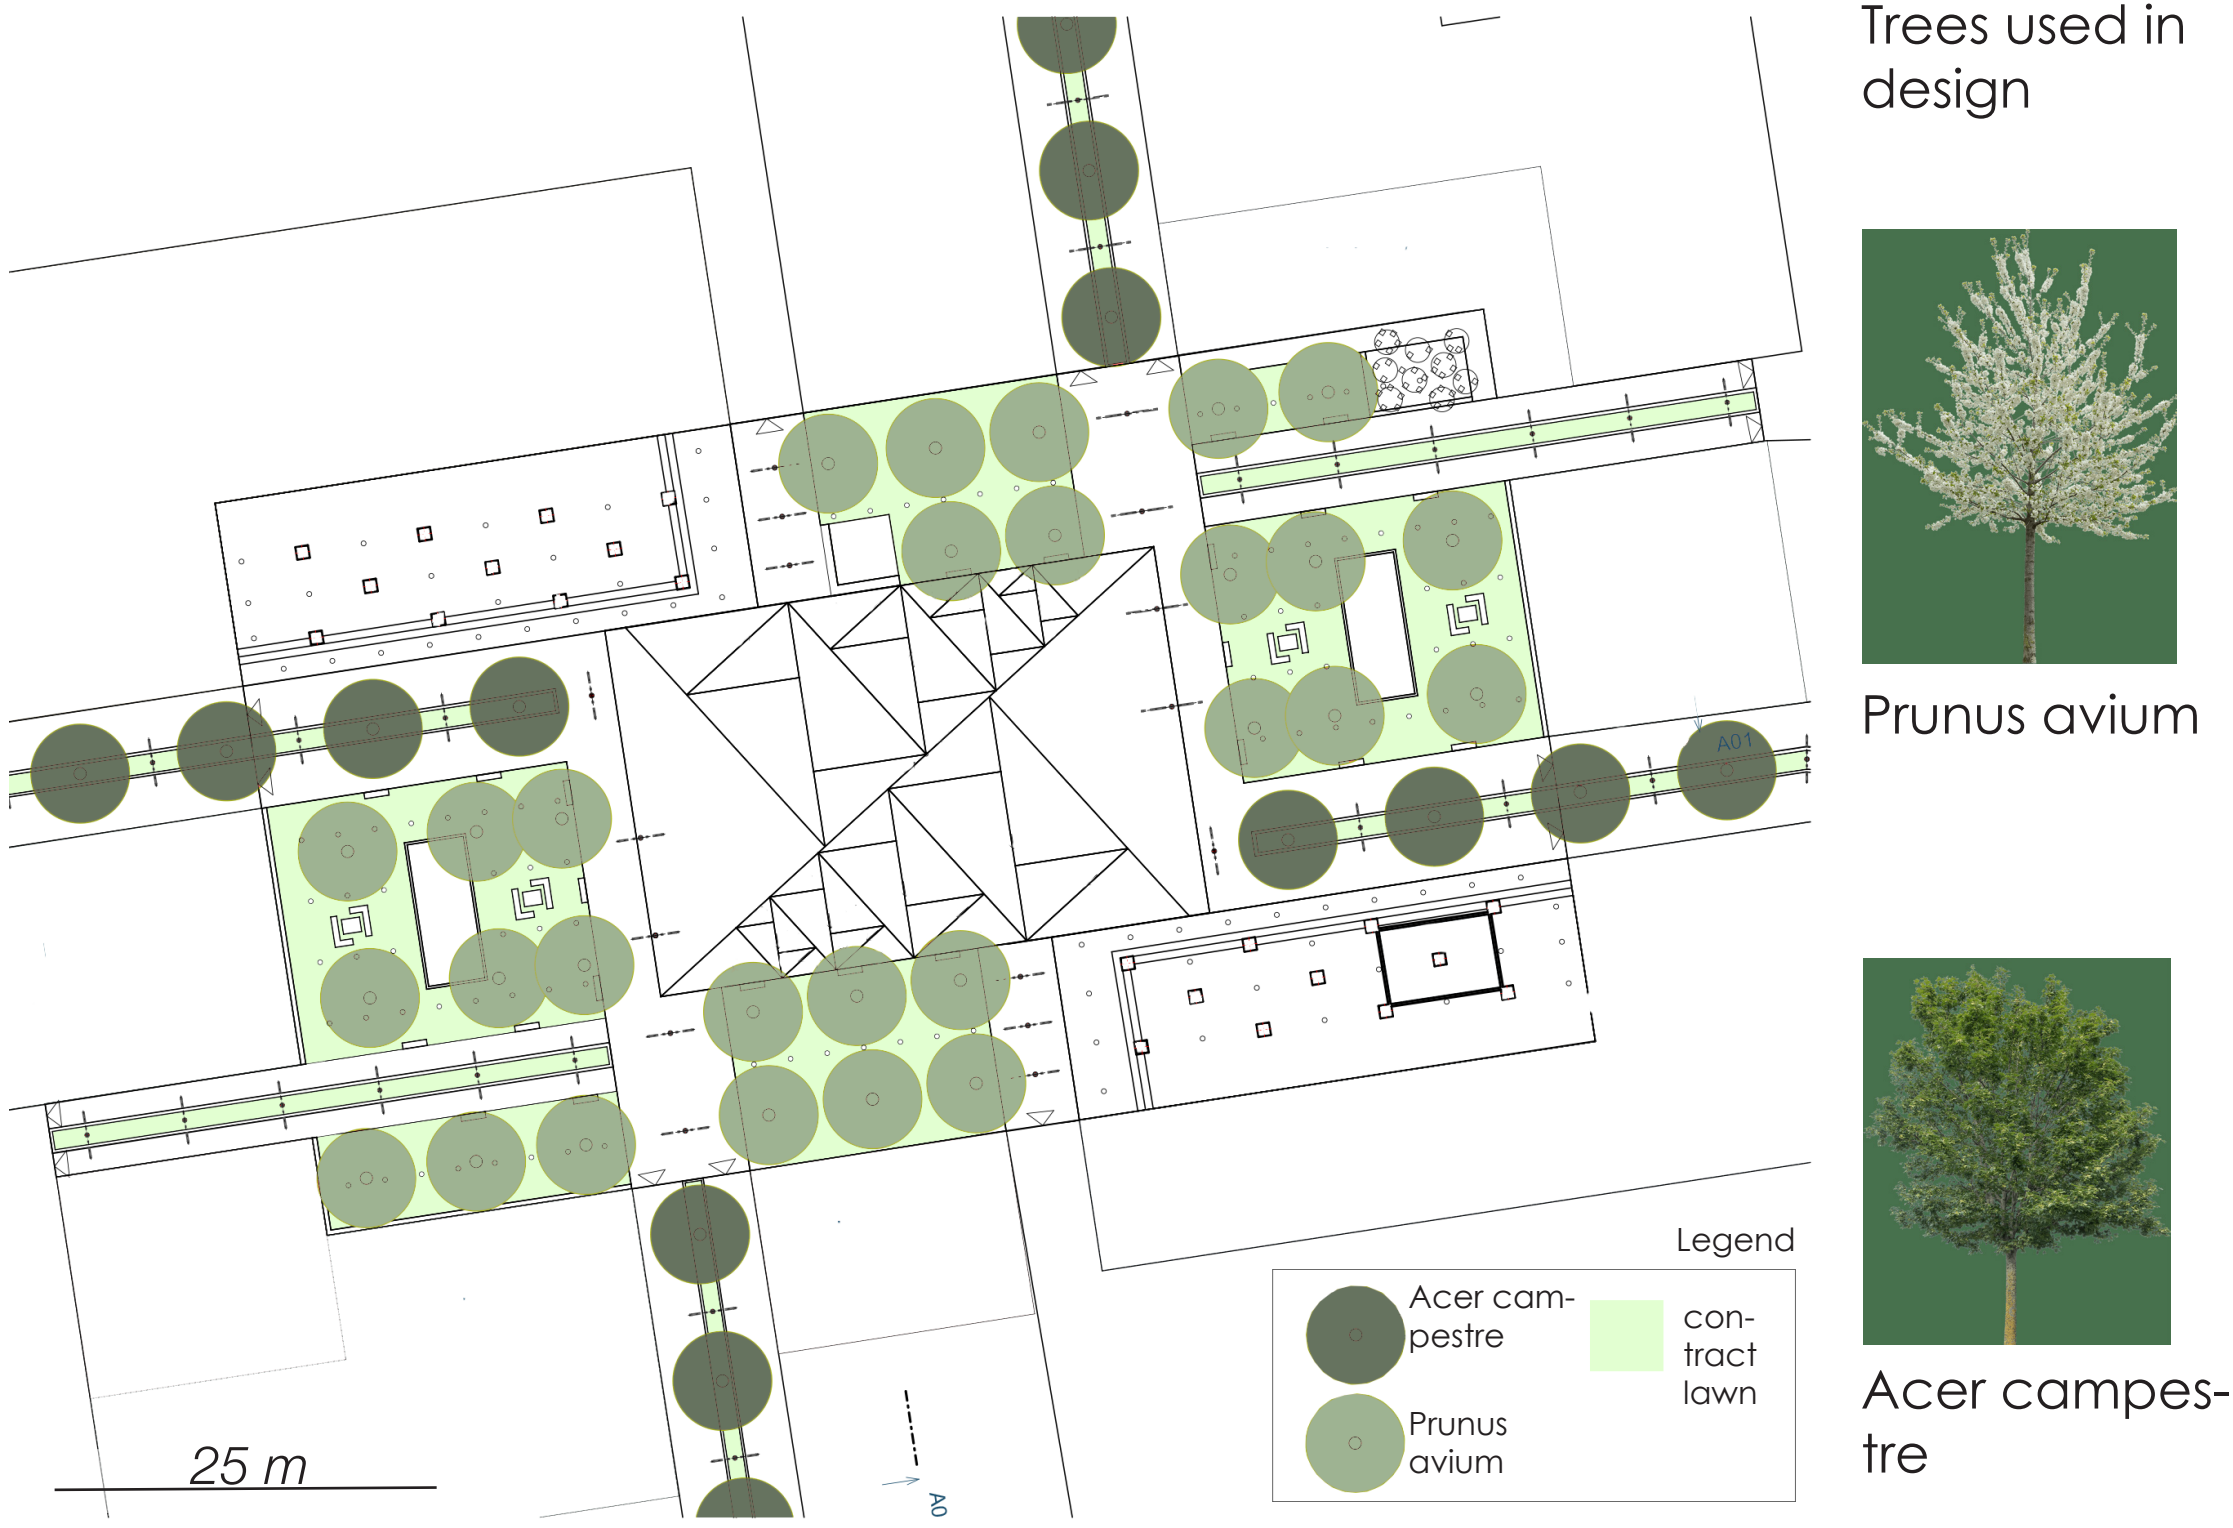 Trees used in
design
Prunus avium
A01
Legend
Acer cam-
pestre
con-
tract
lawn
Prunus
avium
25 m
A0
Acer campes-
tre